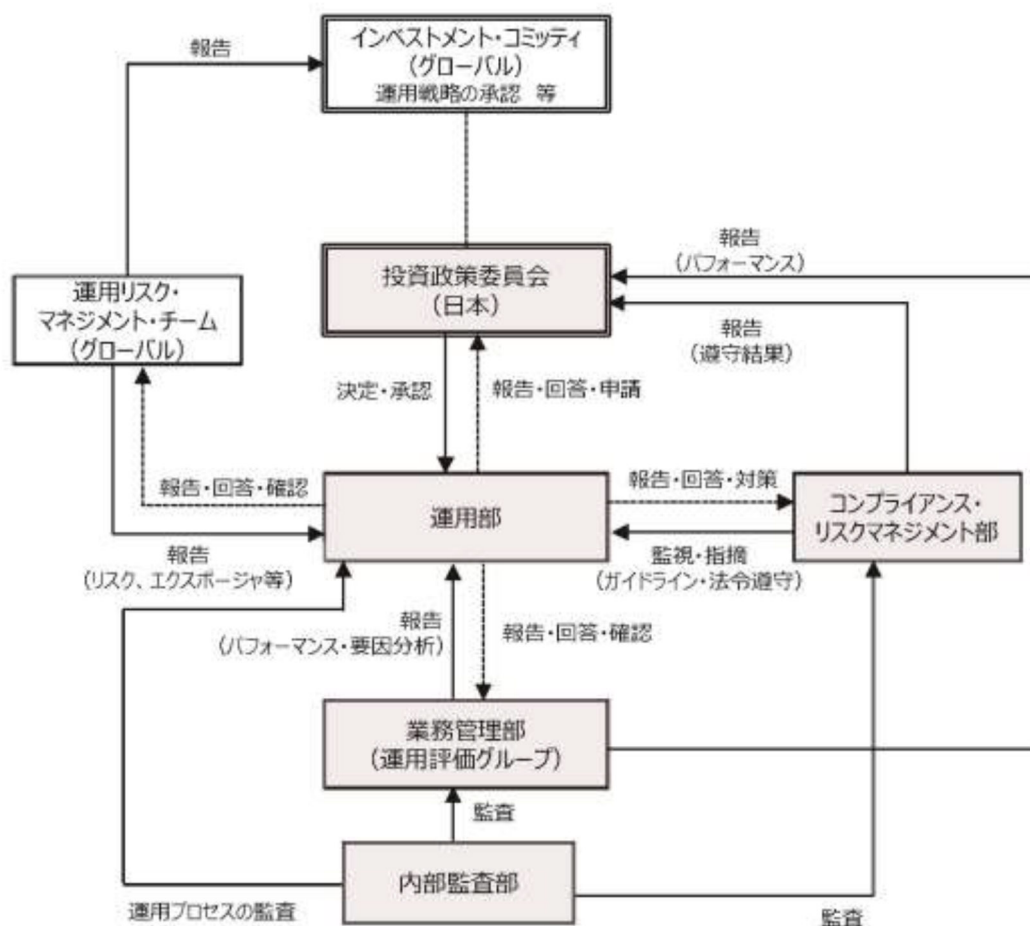 報告
インベストメント・コミッティ
(グローバル)
運用戦略の承認 等
報告
(パフォーマンス)
投資政策委員会
(日本)
運用リスク・
マネジメント・チーム
(グローバル)
報告
(遵守結果)
決定・承認
報告・回答・申請
報告・回答・確認
運用部
報告・回答・対策
コンプライアンス・
リスクマネジメント部
報告
(リスク、エクスポージャ等)
監視・指摘
(ガイドライン・法令遵守)
報告
(パフォーマンス・要因分析)
報告・回答・確認
業務管理部
(運用評価グループ)
監査
内部監査部
運用プロセスの監査
監査